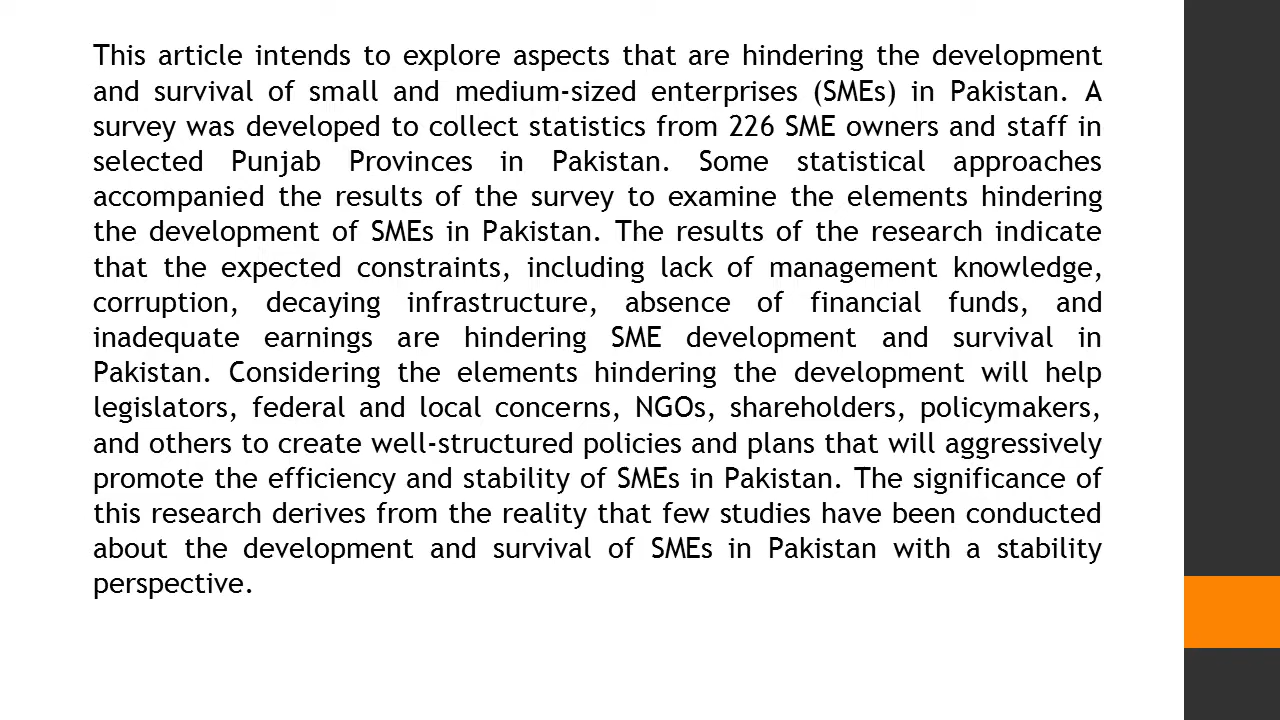 This article intends to explore aspects that are hindering the development
and survival of small and medium-sized enterprises (SMEs) in Pakistan. A
survey was developed to collect statistics from 226 SME owners and staff in
selected Punjab Provinces in Pakistan. Some statistical approaches
accompanied the results of the survey to examine the elements hindering
the development of SMEs in Pakistan. The results of the research indicate
that the expected constraints, including lack of management knowledge,
corruption, decaying infrastructure, absence of financial funds, and
inadequate earnings are hindering SME development and survival in
Pakistan. Considering the elements hindering the development will help
legislators, federal and local concerns, NGOs, shareholders, policymakers,
and others to create well-structured policies and plans that will aggressively
promote the efficiency and stability of SMEs in Pakistan. The significance of
this research derives from the reality that few studies have been conducted
about the development and survival of SMEs in Pakistan with a stability
perspective.